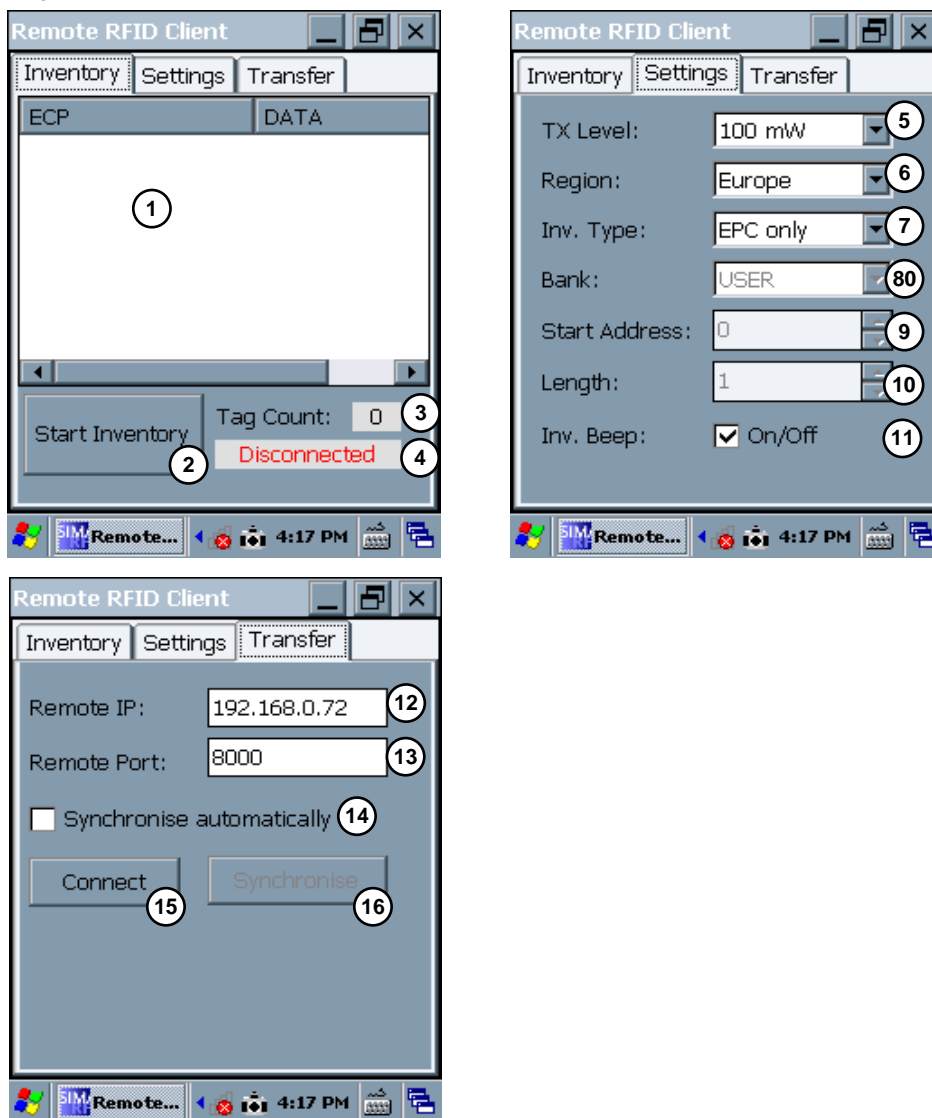 Remote RFID Client
Inventory Settings Transfer
ECP DATA
1
Start Inventory
2
Tag Count: 0 3
Disconnected 4
SIM Remote... 4:17 PM
Remote RFID Client
Inventory Settings Transfer
TX Level: 100 mW 5
Region: Europe 6
Inv. Type: EPC only 7
Bank: USER 80
Start Address: 0 9
Length: 1 10
Inv. Beep: On/Off 11
Remote... 4:17 PM
Remote RFID Client
Inventory Settings Transfer
Remote IP: 192.168.0.72 12
Remote Port: 8000 13
Synchronise automatically 14
Connect Synchronise
15 16
Remote... 4:17 PM